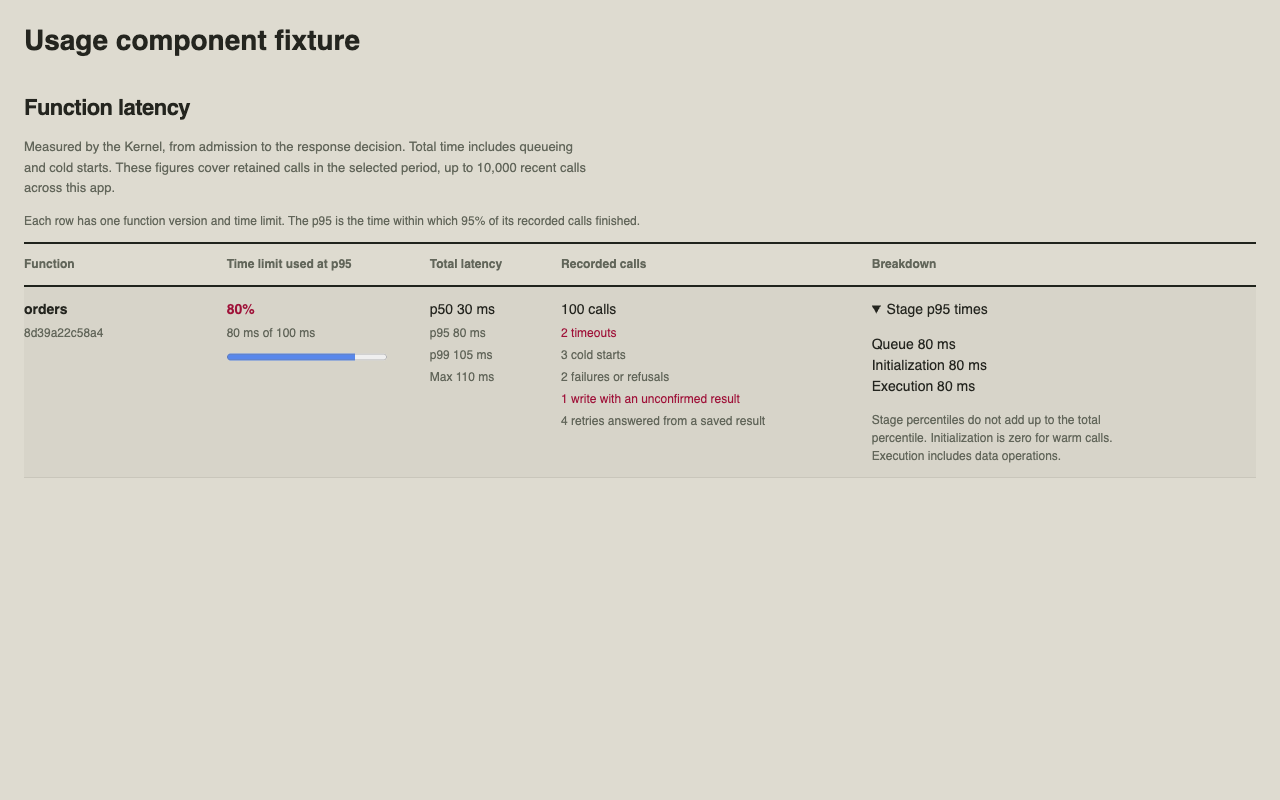 Usage component fixture
Function latency
Measured by the Kernel, from admission to the response decision. Total time includes queueing
and cold starts. These figures cover retained calls in the selected period, up to 10,000 recent calls
across this app.
Each row has one function version and time limit. The p95 is the time within which 95% of its recorded calls finished.
Function
Time limit used at p95
Total latency
Recorded calls
Breakdown
orders
8d39a22c58a4
80%
80 ms of 100 ms
p50 30 ms
p95 80 ms
p99 105 ms
Max 110 ms
100 calls
2 timeouts
3 cold starts
2 failures or refusals
1 write with an unconfirmed result
4 retries answered from a saved result
▼ Stage p95 times
Queue 80 ms
Initialization 80 ms
Execution 80 ms
Stage percentiles do not add up to the total
percentile. Initialization is zero for warm calls.
Execution includes data operations.